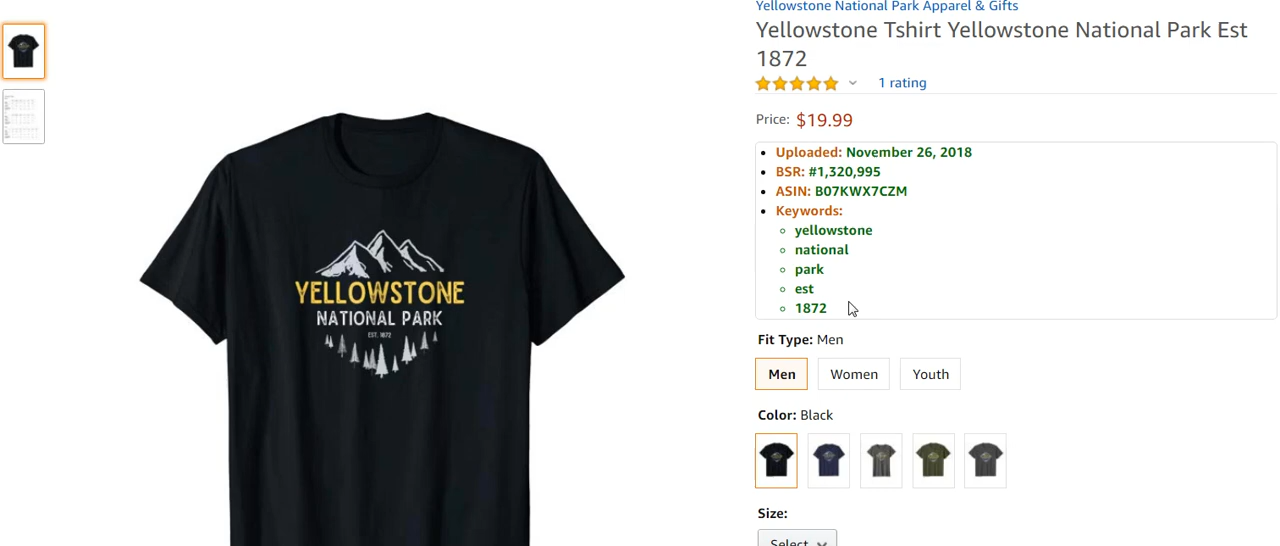 Yellowstone National Park Apparel & Gifts
Yellowstone Tshirt Yellowstone National Park Est
1872
1 rating
Price: $19.99
Uploaded: November 26, 2018
BSR: #1,320,995
ASIN: B07KWX7CZM
Keywords:
yellowstone
national
park
est
1872
Fit Type: Men
Men Women Youth
Color: Black
Size:
Select
YELLOWSTONE
NATIONAL PARK
EST. 1872